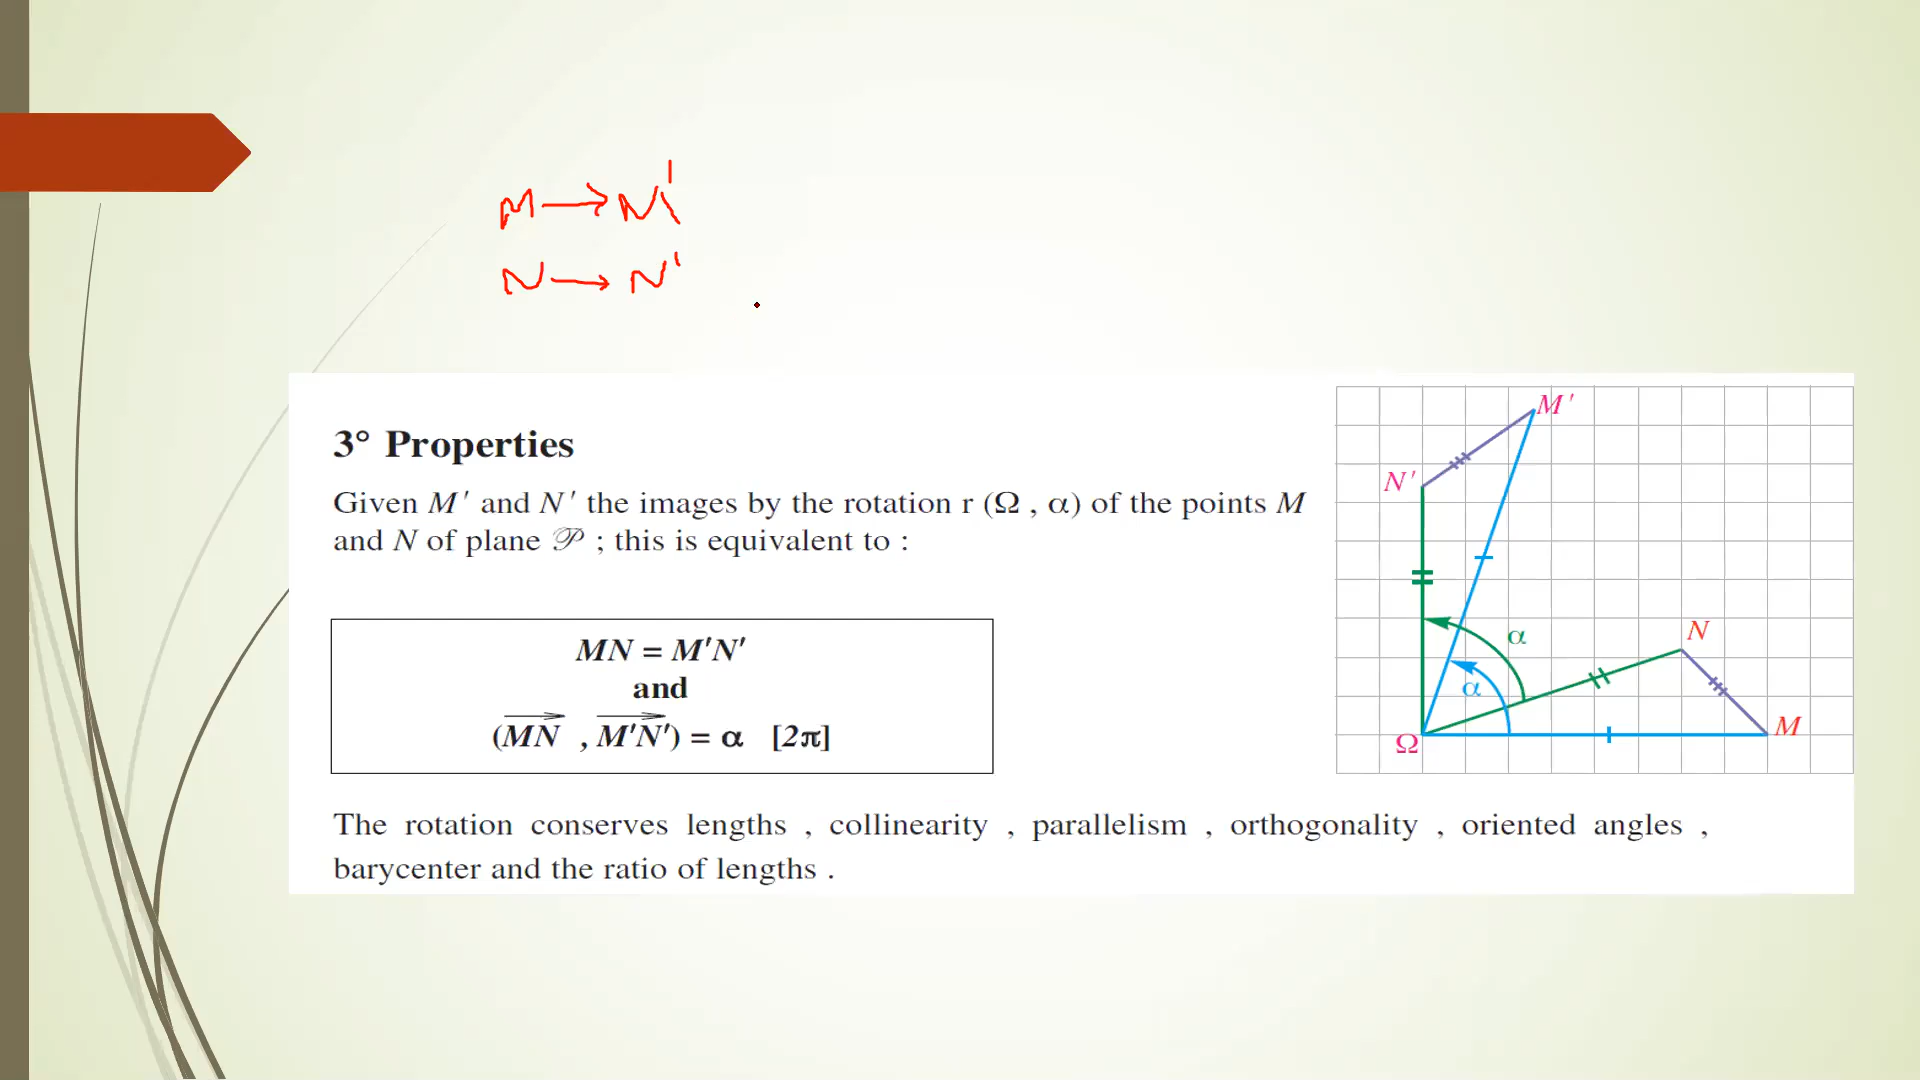 M → M'
N → N'
3° Properties
Given M' and N' the images by the rotation r (Ω , α) of the points M
and N of plane 𝒫 ; this is equivalent to :
MN = M'N'
and
(MN , M'N') = α [2π]
The rotation conserves lengths , collinearity , parallelism , orthogonality , oriented angles ,
barycenter and the ratio of lengths .
M'
N'
α
N
α
M
Ω